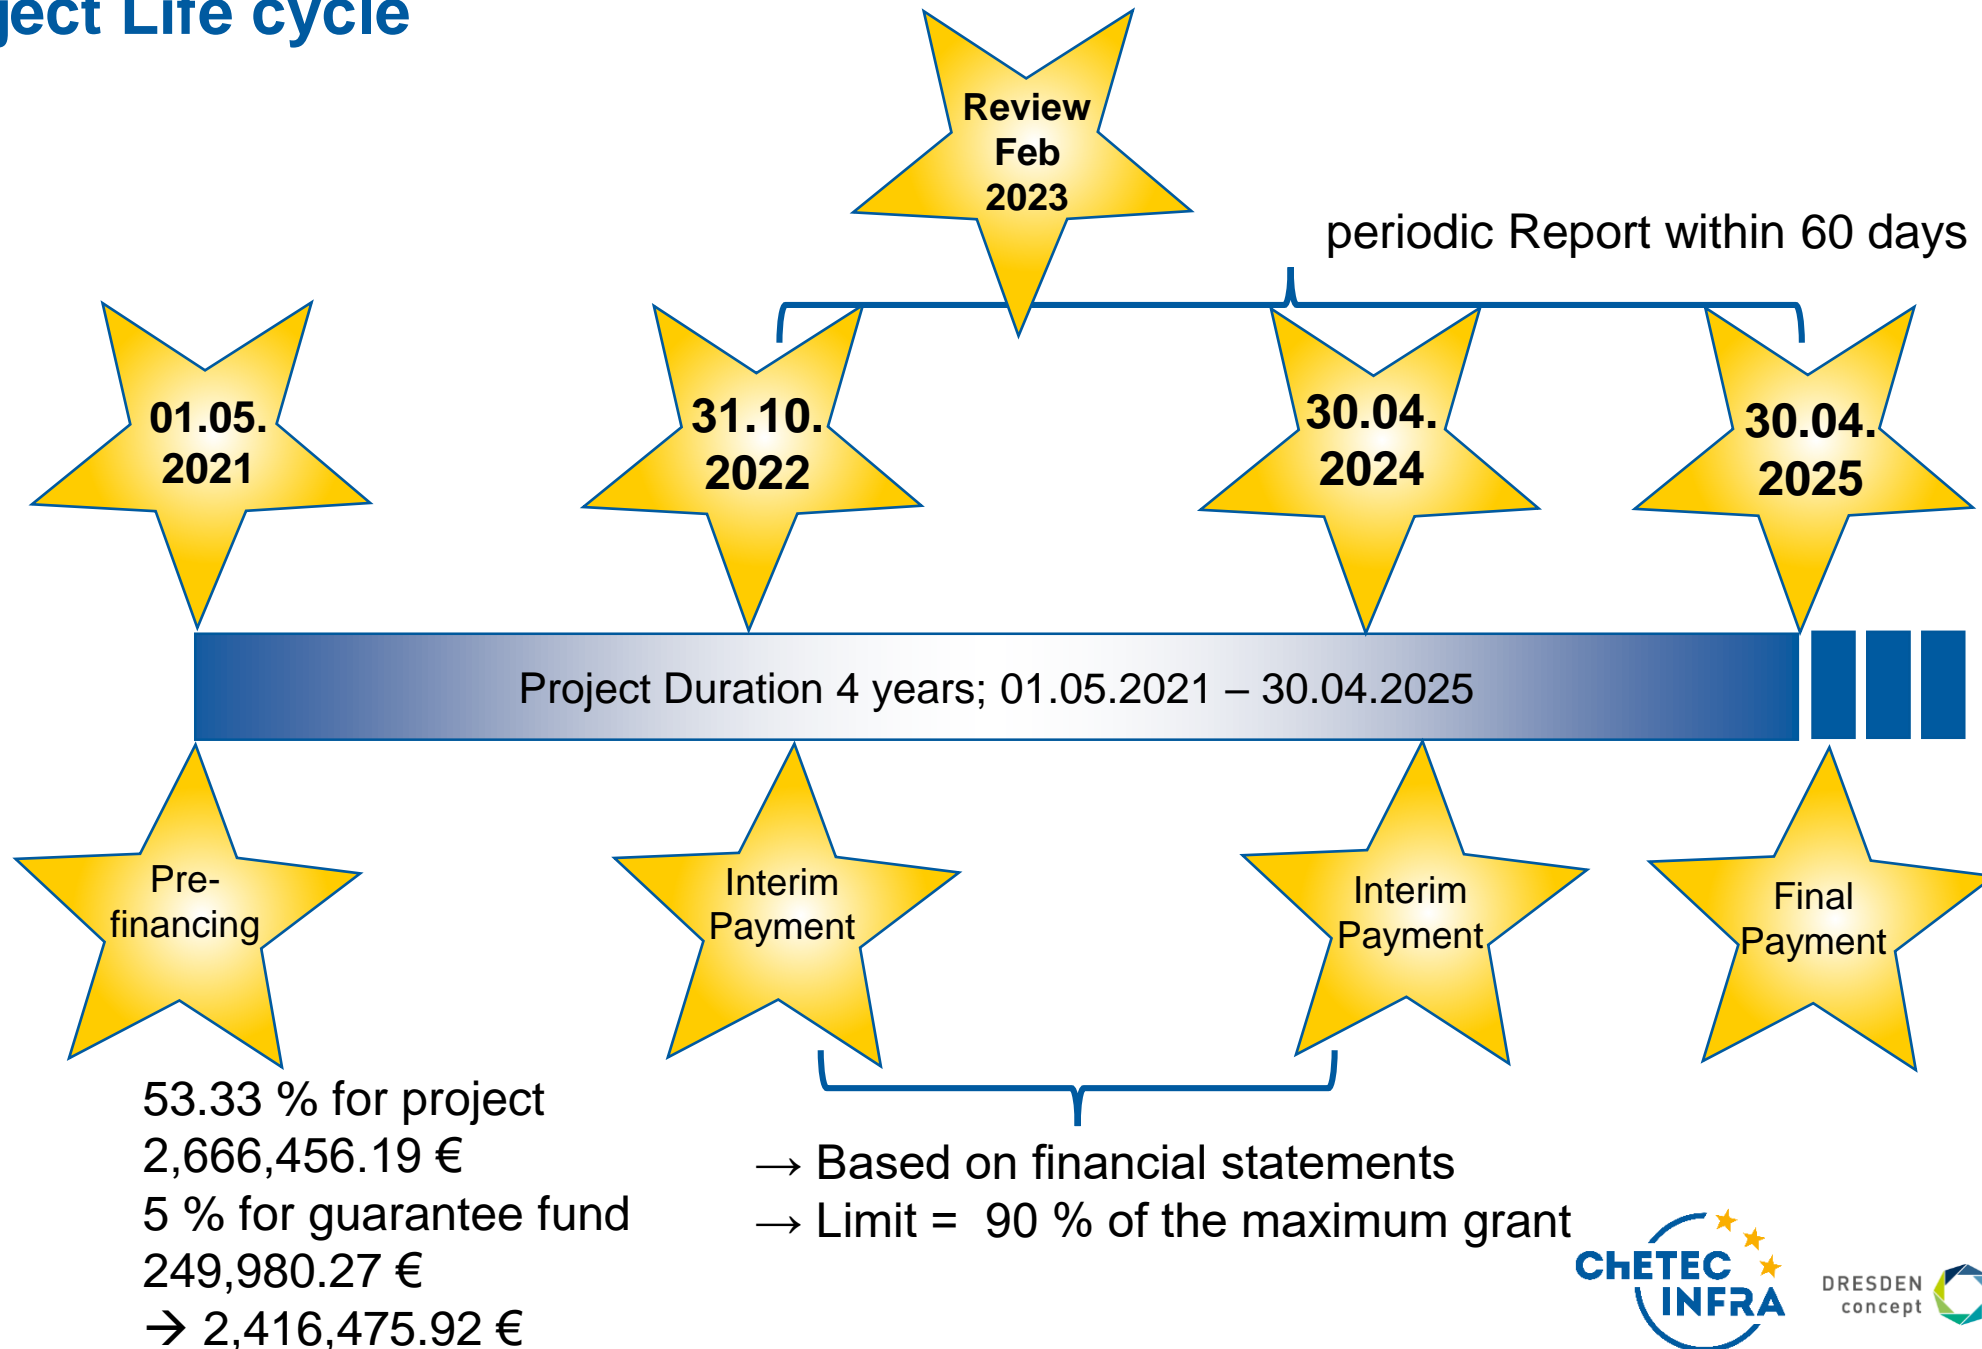 ject Life cycle
Review
Feb
2023
periodic Report within 60 days
01.05.
2021
31.10.
2022
30.04.
2024
30.04.
2025
Project Duration 4 years; 01.05.2021 – 30.04.2025
Pre-
financing
Interim
Payment
Interim
Payment
Final
Payment
53.33 % for project
2,666,456.19 €
5 % for guarantee fund
249,980.27 €
→ 2,416,475.92 €
→ Based on financial statements
→ Limit = 90 % of the maximum grant
ChETEC
INFRA
DRESDEN
concept